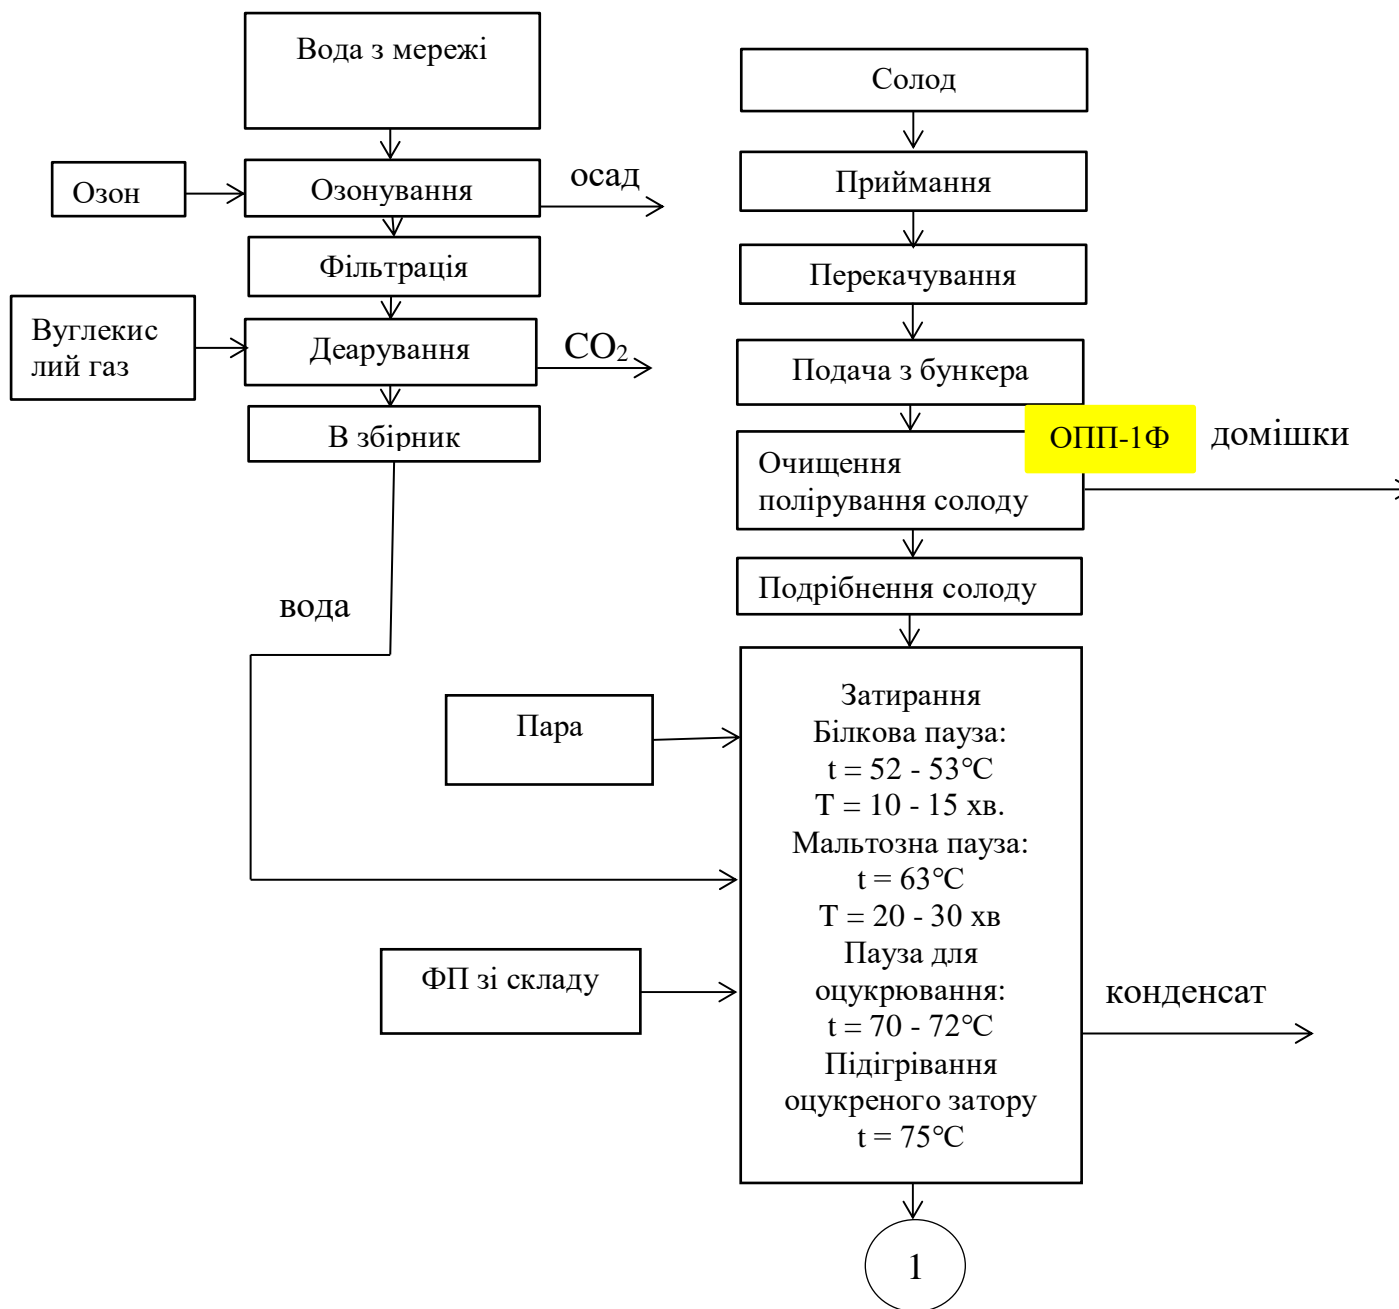 Вода з мережі
Озон
Озонування
осад
Фільтрація
Вуглекис
лий газ
Деарування
CO₂
В збірник
вода
Солод
Приймання
Перекачування
Подача з бункера
ОПП-1Ф
домішки
Очищення
полірування солоду
Подрібнення солоду
Пара
ФП зі складу
Затирання
Білкова пауза:
t = 52 - 53°С
Т = 10 - 15 хв.
Мальтозна пауза:
t = 63°С
Т = 20 - 30 хв
Пауза для
оцукрювання:
t = 70 - 72°С
Підігрівання
оцукреного затору
t = 75°С
конденсат
1